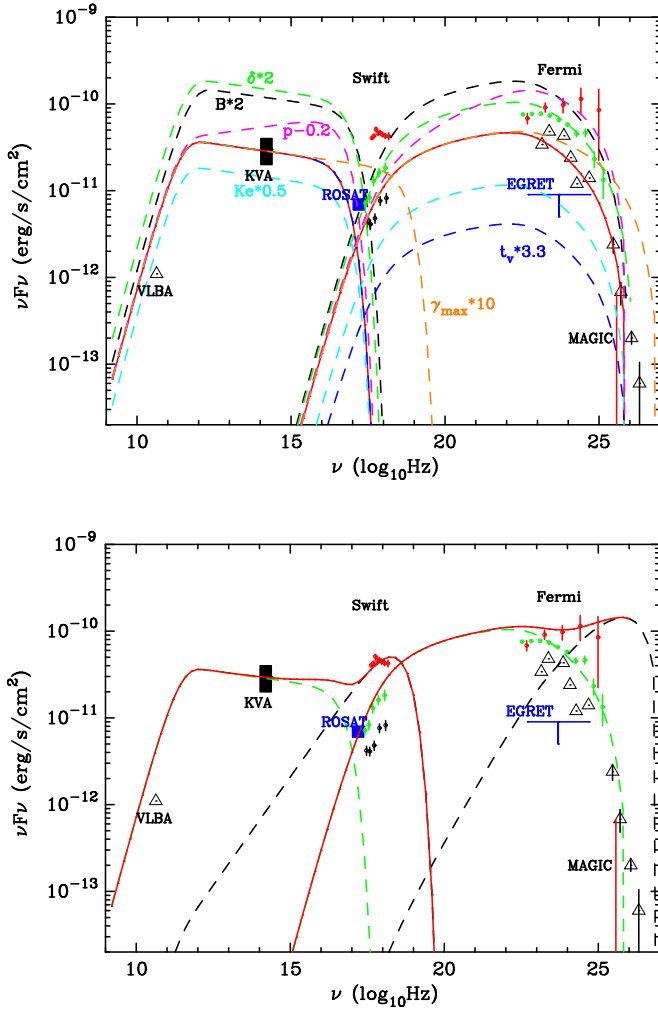 10⁻⁹
10⁻¹⁰
10⁻¹¹
10⁻¹²
10⁻¹³
νFν (erg/s/cm²)
δ*2
B*2
p−0.2
Swift
Fermi
KVA
Ke*0.5
ROSAT
EGRET
VLBA
t_v*3.3
γ_max*10
MAGIC
10 15 20 25
ν (log₁₀Hz)
10⁻⁹
10⁻¹⁰
10⁻¹¹
10⁻¹²
10⁻¹³
νFν (erg/s/cm²)
Swift
Fermi
KVA
ROSAT
EGRET
VLBA
MAGIC
10 15 20 25
ν (log₁₀Hz)